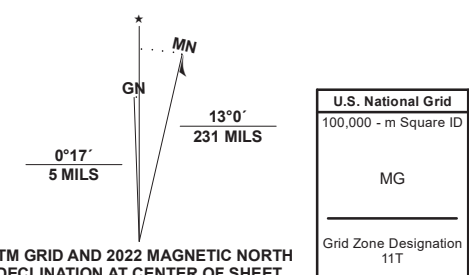 ★
MN
GN
13°0´
231 MILS
0°17´
5 MILS
TM GRID AND 2022 MAGNETIC NORTH
DECLINATION AT CENTER OF SHEET
U.S. National Grid
100,000 - m Square ID
MG
Grid Zone Designation
11T